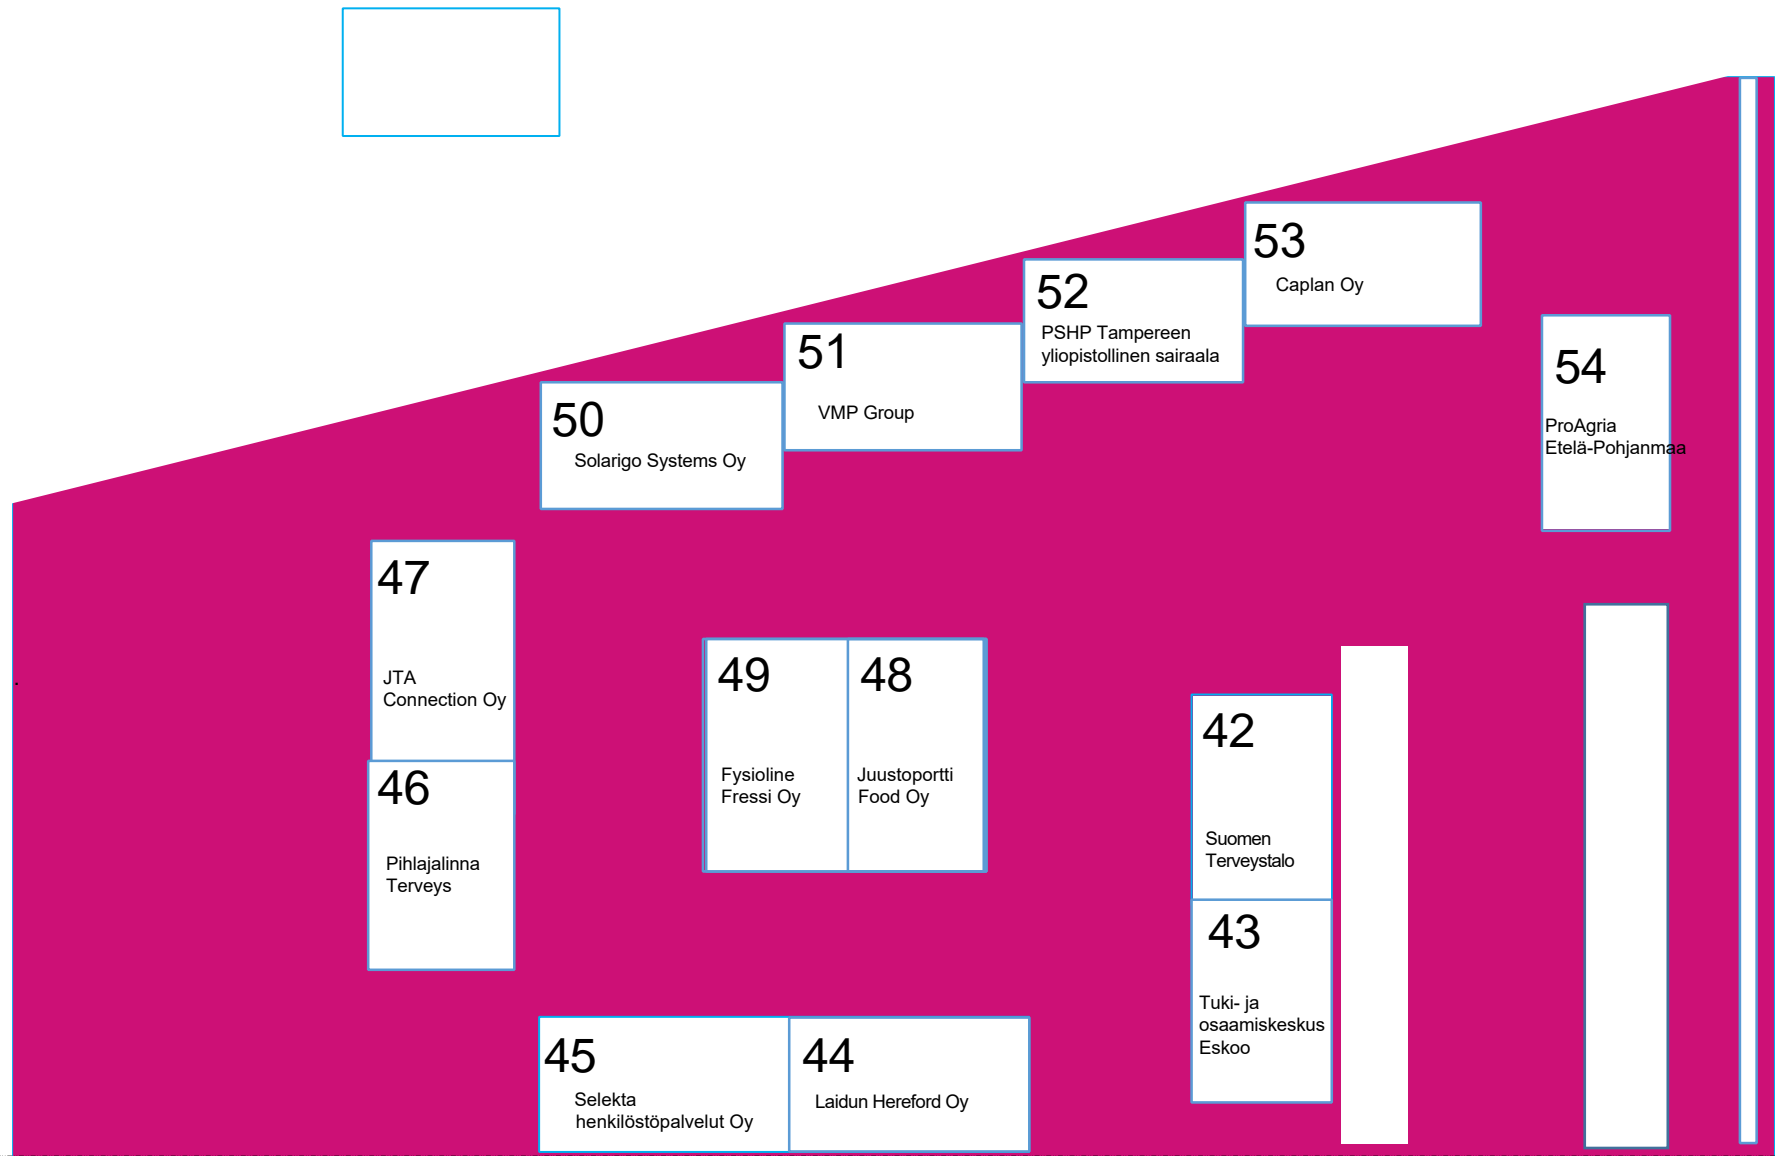 53
Caplan Oy
52
PSHP Tampereen
yliopistollinen sairaala
51
VMP Group
50
Solarigo Systems Oy
54
ProAgria
Etelä-Pohjanmaa
47
JTA
Connection Oy
46
Pihlajalinna
Terveys
49
Fysioline
Fressi Oy
48
Juustoportti
Food Oy
42
Suomen
Terveystalo
43
Tuki- ja
osaamiskeskus
Eskoo
45
Selekta
henkilöstöpalvelut Oy
44
Laidun Hereford Oy